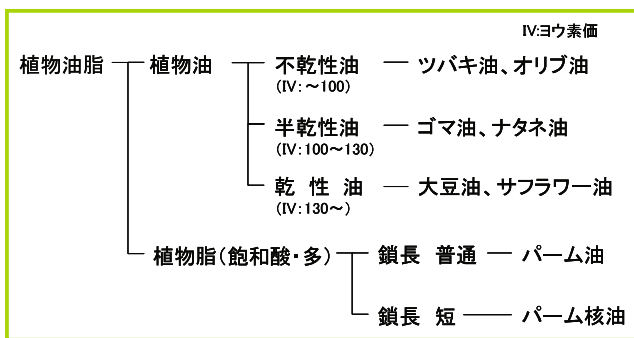 IV:ヨウ素価
植物油脂 植物油 不乾性油 ツバキ油、オリブ油
(IV:~100)
半乾性油 ゴマ油、ナタネ油
(IV:100~130)
乾 性 油 大豆油、サフラワー油
(IV:130~)
植物脂(飽和酸・多) 鎖長 普通 パーム油
鎖長 短 パーム核油